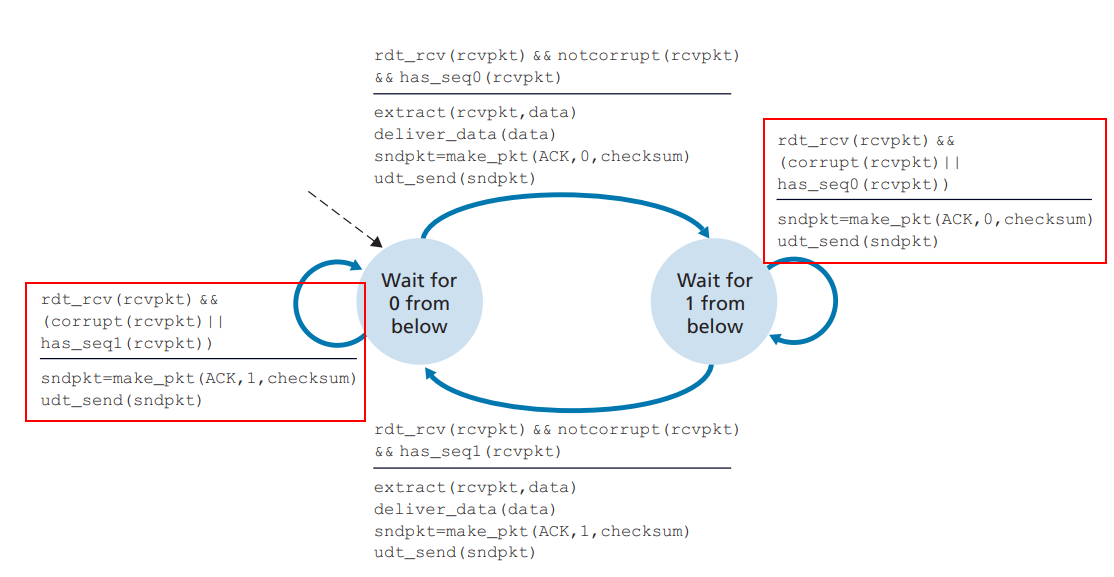 rdt_rcv(rcvpkt) && notcorrupt(rcvpkt)
&& has_seq0(rcvpkt)
extract(rcvpkt,data)
deliver_data(data)
sndpkt=make_pkt(ACK,0,checksum)
udt_send(sndpkt)
rdt_rcv(rcvpkt) &&
(corrupt(rcvpkt)||
has_seq0(rcvpkt))
sndpkt=make_pkt(ACK,0,checksum)
udt_send(sndpkt)
Wait for
0 from
below
Wait for
1 from
below
rdt_rcv(rcvpkt) &&
(corrupt(rcvpkt)||
has_seq1(rcvpkt))
sndpkt=make_pkt(ACK,1,checksum)
udt_send(sndpkt)
rdt_rcv(rcvpkt) && notcorrupt(rcvpkt)
&& has_seq1(rcvpkt)
extract(rcvpkt,data)
deliver_data(data)
sndpkt=make_pkt(ACK,1,checksum)
udt_send(sndpkt)